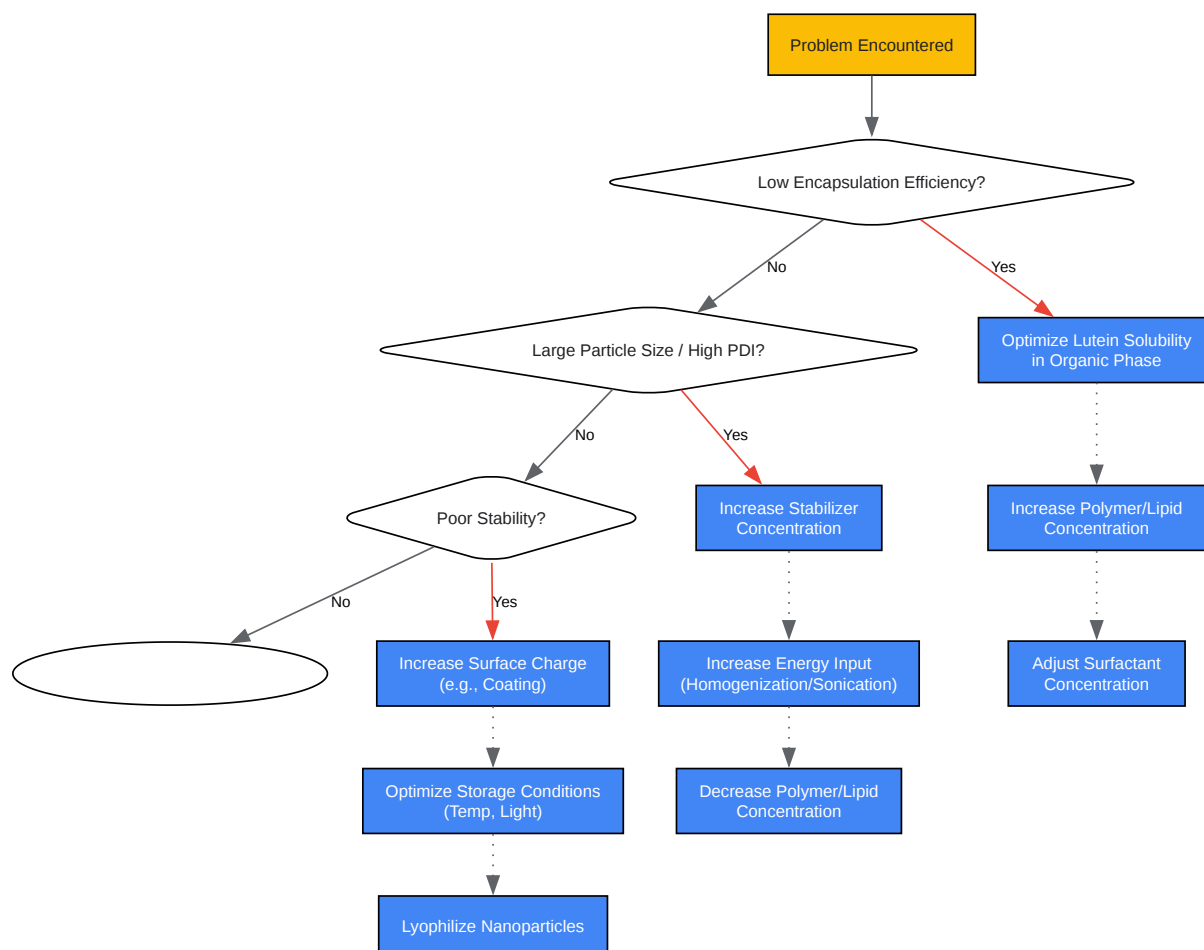 Problem Encountered
Low Encapsulation Efficiency?
No
Yes
Large Particle Size / High PDI?
Optimize Lutein Solubility
in Organic Phase
No
Yes
Poor Stability?
Increase Stabilizer
Concentration
Increase Polymer/Lipid
Concentration
No
Yes
Increase Surface Charge
(e.g., Coating)
Increase Energy Input
(Homogenization/Sonication)
Adjust Surfactant
Concentration
Optimize Storage Conditions
(Temp, Light)
Decrease Polymer/Lipid
Concentration
Lyophilize Nanoparticles